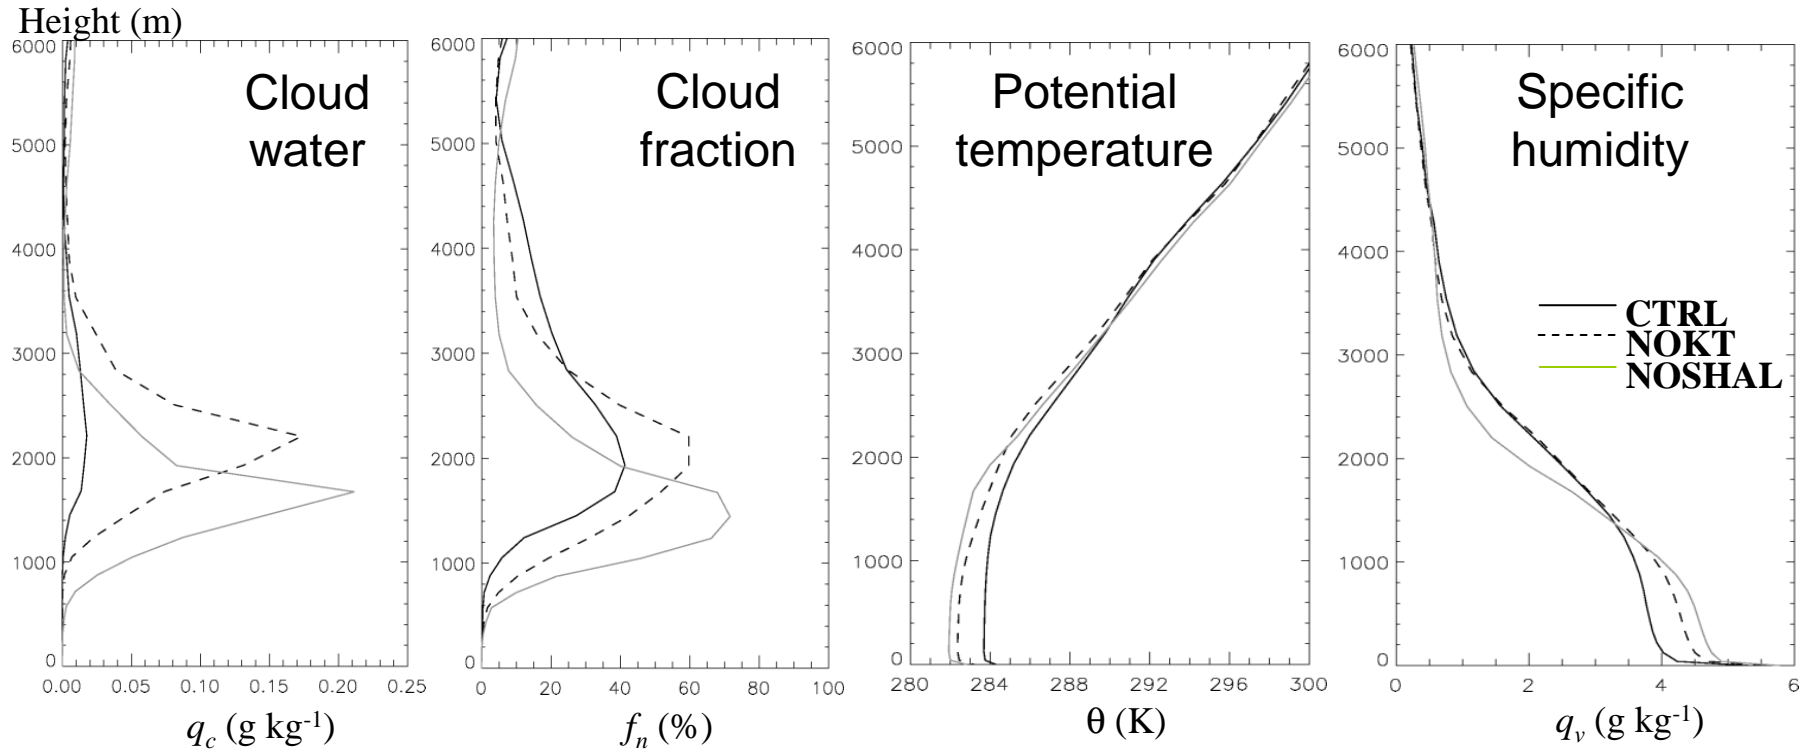 Height (m)
Cloud
water
6000
5000
4000
3000
2000
1000
0
0.00 0.05 0.10 0.15 0.20 0.25
q_c (g kg-1)
Cloud
fraction
6000
5000
4000
3000
2000
1000
0
0 20 40 60 80 100
f_n (%)
Potential
temperature
6000
5000
4000
3000
2000
1000
0
280 284 288 292 296 300
θ (K)
Specific
humidity
6000
5000
4000
3000
2000
1000
0
CTRL
NOKT
NOSHAL
0 2 4 6
q_v (g kg-1)